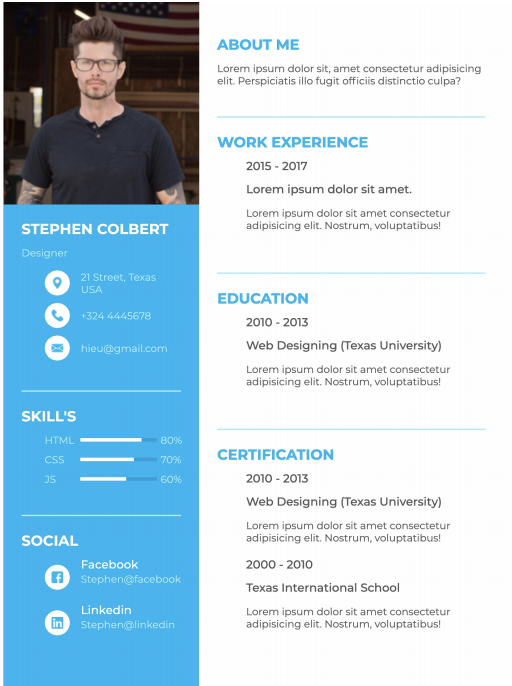 STEPHEN COLBERT
Designer
21 Street, Texas
USA
+324 4445678
hieu@gmail.com
SKILL'S
HTML 80%
CSS 70%
JS 60%
SOCIAL
Facebook
Stephen@facebook
Linkedin
Stephen@linkedin
ABOUT ME
Lorem ipsum dolor sit, amet consectetur adipisicing
elit. Perspiciatis illo fugit officiis distinctio culpa?
WORK EXPERIENCE
2015 - 2017
Lorem ipsum dolor sit amet.
Lorem ipsum dolor sit amet consectetur
adipisicing elit. Nostrum, voluptatibus!
EDUCATION
2010 - 2013
Web Designing (Texas University)
Lorem ipsum dolor sit amet consectetur
adipisicing elit. Nostrum, voluptatibus!
CERTIFICATION
2010 - 2013
Web Designing (Texas University)
Lorem ipsum dolor sit amet consectetur
adipisicing elit. Nostrum, voluptatibus!
2000 - 2010
Texas International School
Lorem ipsum dolor sit amet consectetur
adipisicing elit. Nostrum, voluptatibus!